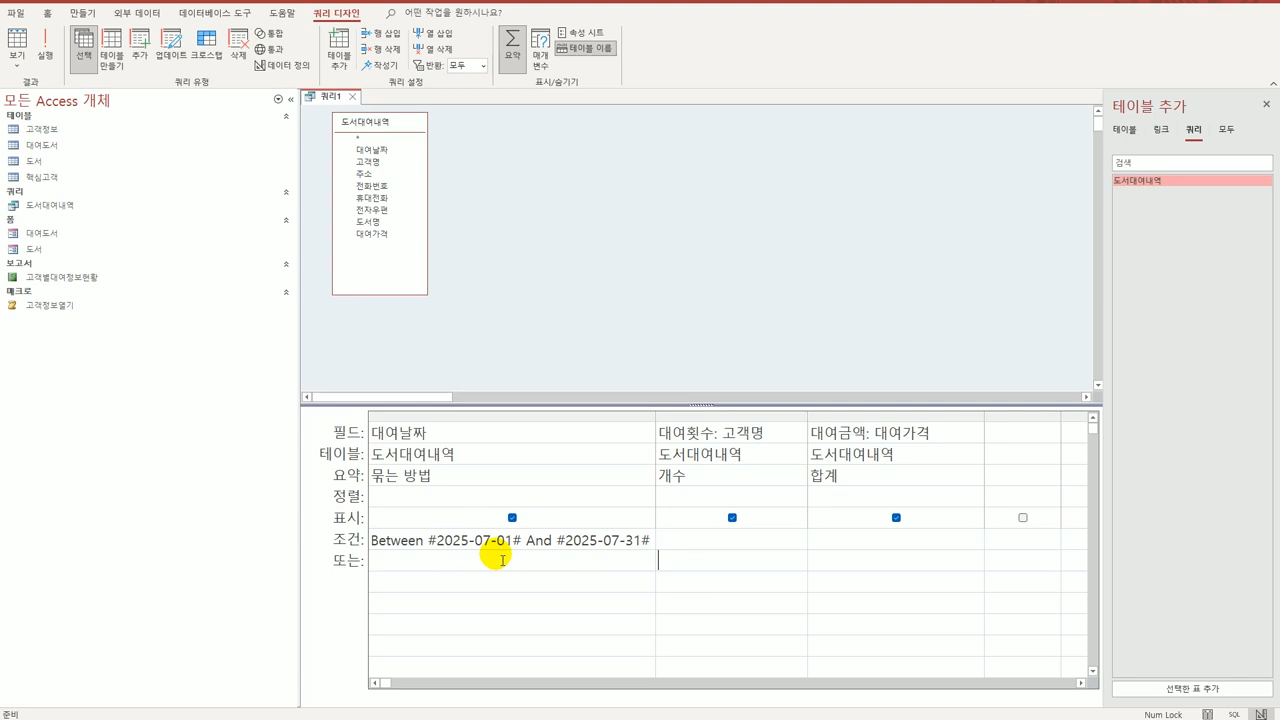 파일 홈 만들기 외부 데이터 데이터베이스 도구 도움말 쿼리 디자인 어떤 작업을 원하시나요?
보기 실행 선택 테이블 만들기 추가 업데이트 크로스탭 삭제 통합 통과 데이터 정의 테이블 추가 행 삽입 행 삭제 작성기 열 삽입 열 삭제 반환: 모두 요약 매개 변수 속성 시트 테이블 이름
결과 쿼리 유형 쿼리 설정 표시/숨기기
모든 Access 개체
테이블
고객정보
대여도서
도서
핵심고객
쿼리
도서대여내역
폼
대여도서
도서
보고서
고객별대여정보현황
매크로
고객정보열기
쿼리1
도서대여내역
*
대여날짜
고객명
주소
전화번호
휴대전화
전자우편
도서명
대여가격
필드: 대여날짜 대여횟수: 고객명 대여금액: 대여가격
테이블: 도서대여내역 도서대여내역 도서대여내역
요약: 묶는 방법 개수 합계
정렬:
표시:
조건: Between #2025-07-01# And #2025-07-31#
또는:
테이블 추가
테이블 링크 쿼리 모두
검색
도서대여내역
선택한 표 추가
준비 Num Lock SQL